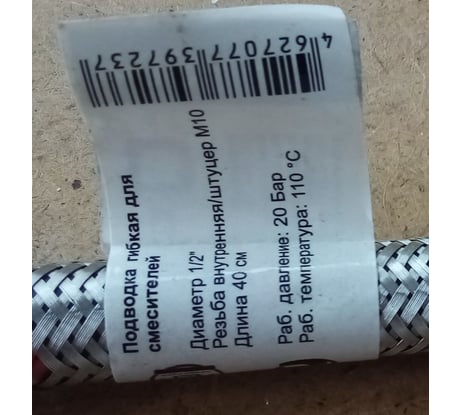 Подводка гибкая для
смесителей
Диаметр 1/2"
Резьба внутренняя/штуцер М10
Длина 40 см
Раб. давление: 20 Бар
Раб. температура: 110 °C
4 627077 397237